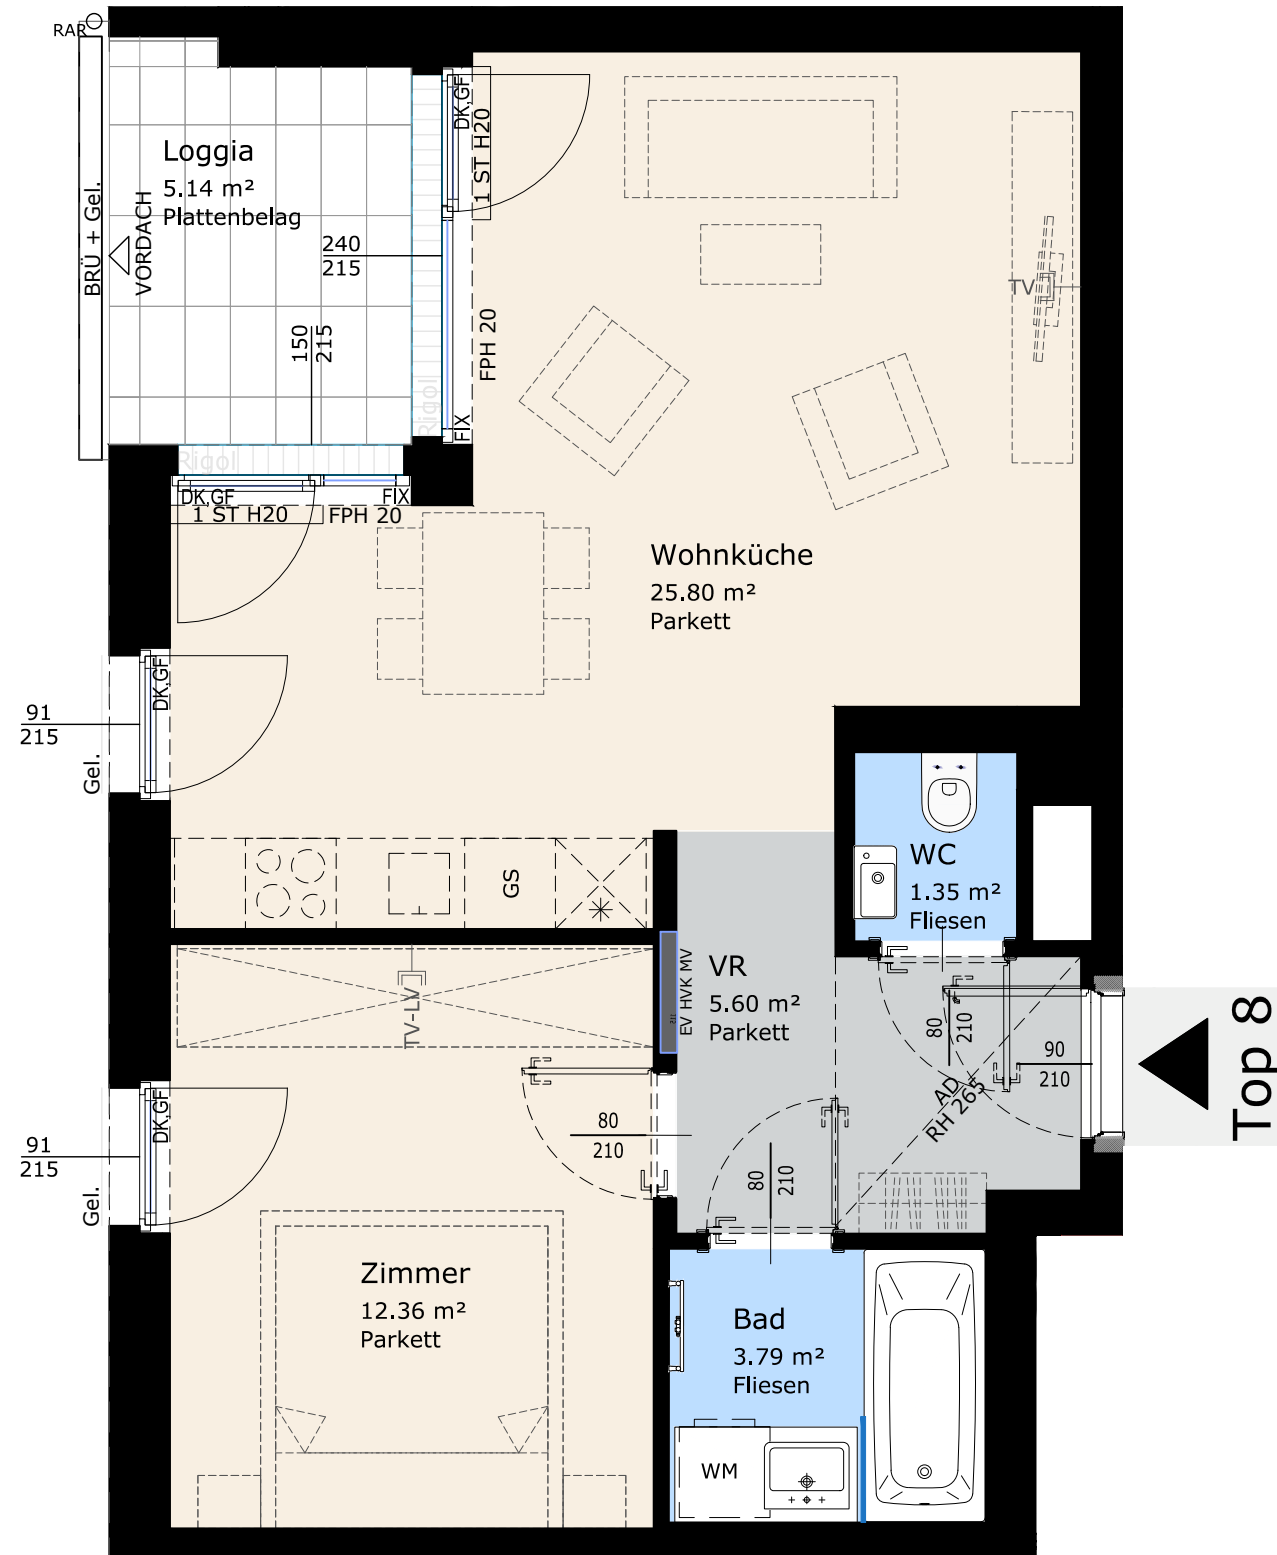 RAR
BRÜ + Gel.
VORDACH
Loggia
5.14 m²
Plattenbelag
240
215
150
215
Rigol
Rigol
DK,GF
1 ST H20
FPH 20
FIX
DK,GF
FIX
1 ST H20
FPH 20
TV
Wohnküche
25.80 m²
Parkett
91
215
Gel.
DK,GF
GS
WC
1.35 m²
Fliesen
EV HVK MV
VR
5.60 m²
Parkett
TV-LV
80
210
90
210
AD
RH 265
Top 8
80
210
80
210
91
215
Gel.
DK,GF
Zimmer
12.36 m²
Parkett
Bad
3.79 m²
Fliesen
WM